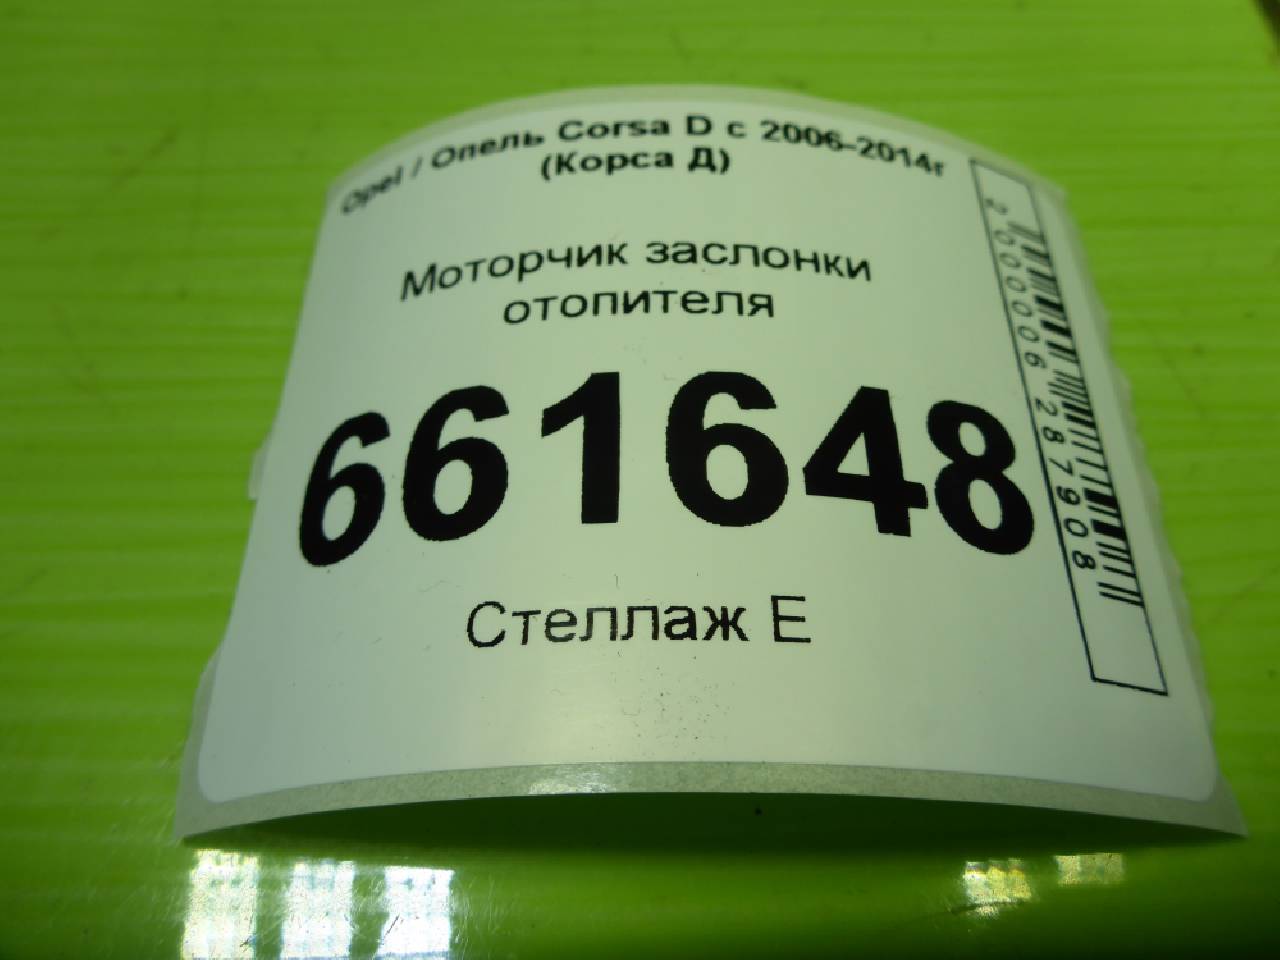 Opel / Опель Corsa D с 2006-2014г
(Корса Д)
Моторчик заслонки
отопителя
661648
Стеллаж Е
2000006287908